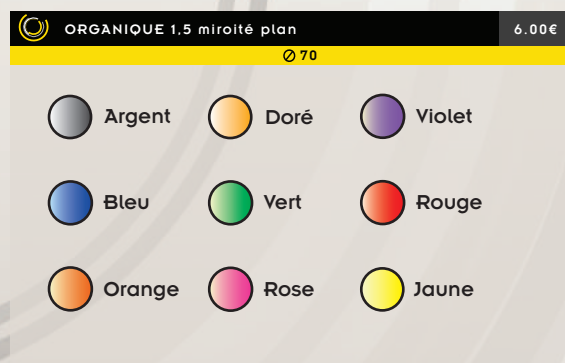 ORGANIQUE 1,5 miroité plan 6.00€
Ø 70
Argent Doré Violet
Bleu Vert Rouge
Orange Rose Jaune